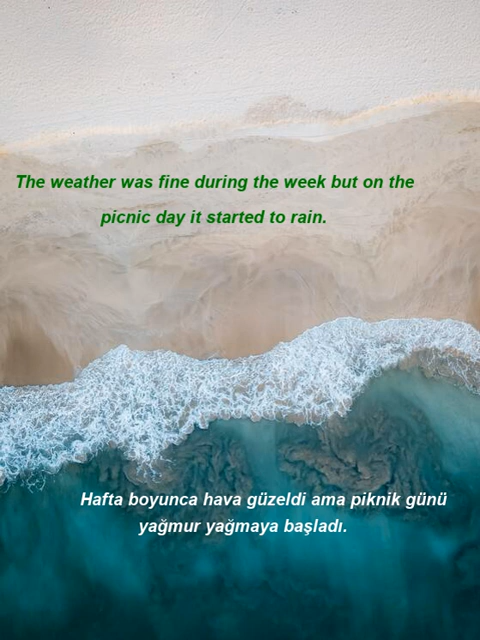 The weather was fine during the week but on the
picnic day it started to rain.
Hafta boyunca hava güzeldi ama piknik günü
yağmur yağmaya başladı.